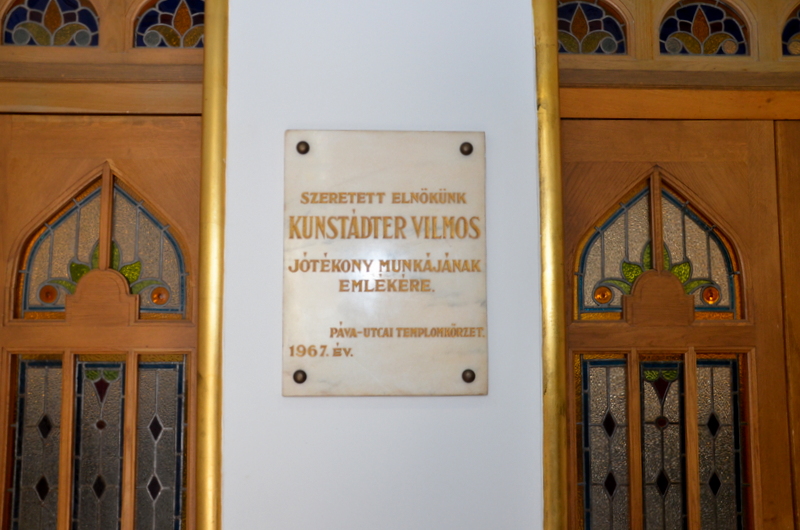 SZERETETT ELNÖKÜNK
KUNSTÁDTER VILMOS
JÓTÉKONY MUNKÁJÁNAK
EMLÉKÉRE.
PÁVA-UTCAI TEMPLOMKÖRZET.
1967. ÉV.